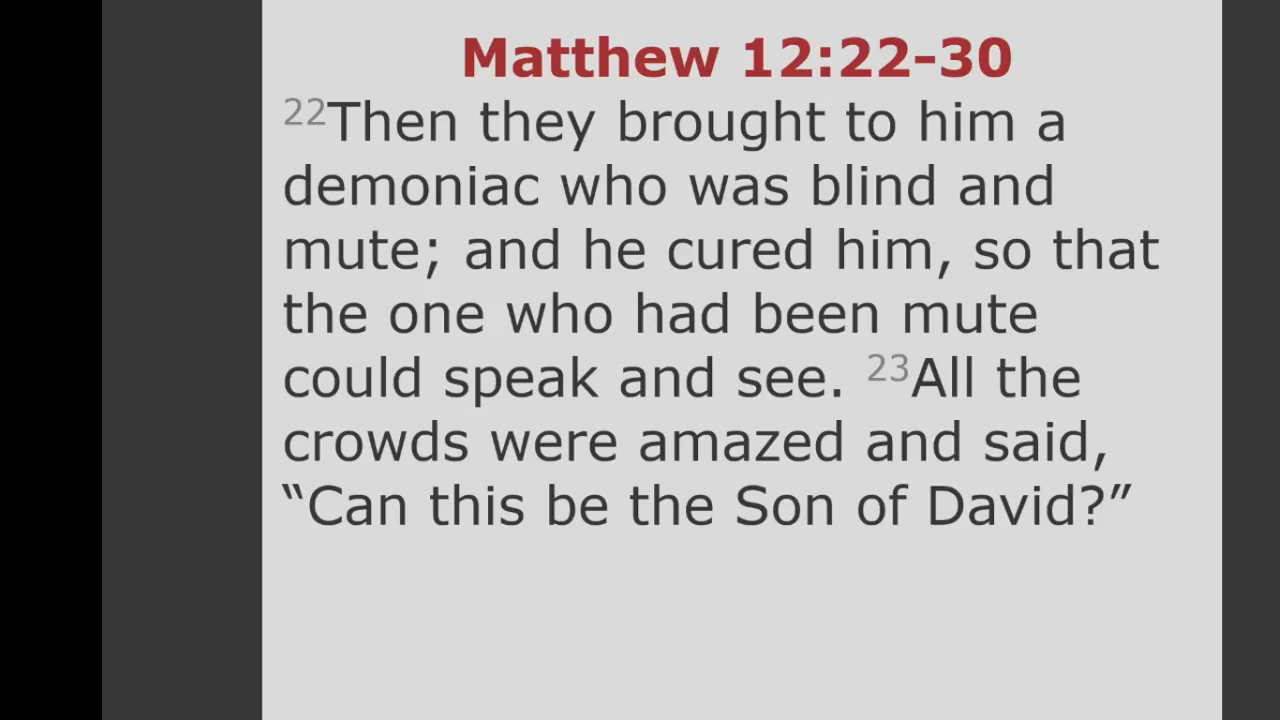 Matthew 12:22-30
22Then they brought to him a
demoniac who was blind and
mute; and he cured him, so that
the one who had been mute
could speak and see. 23All the
crowds were amazed and said,
“Can this be the Son of David?”